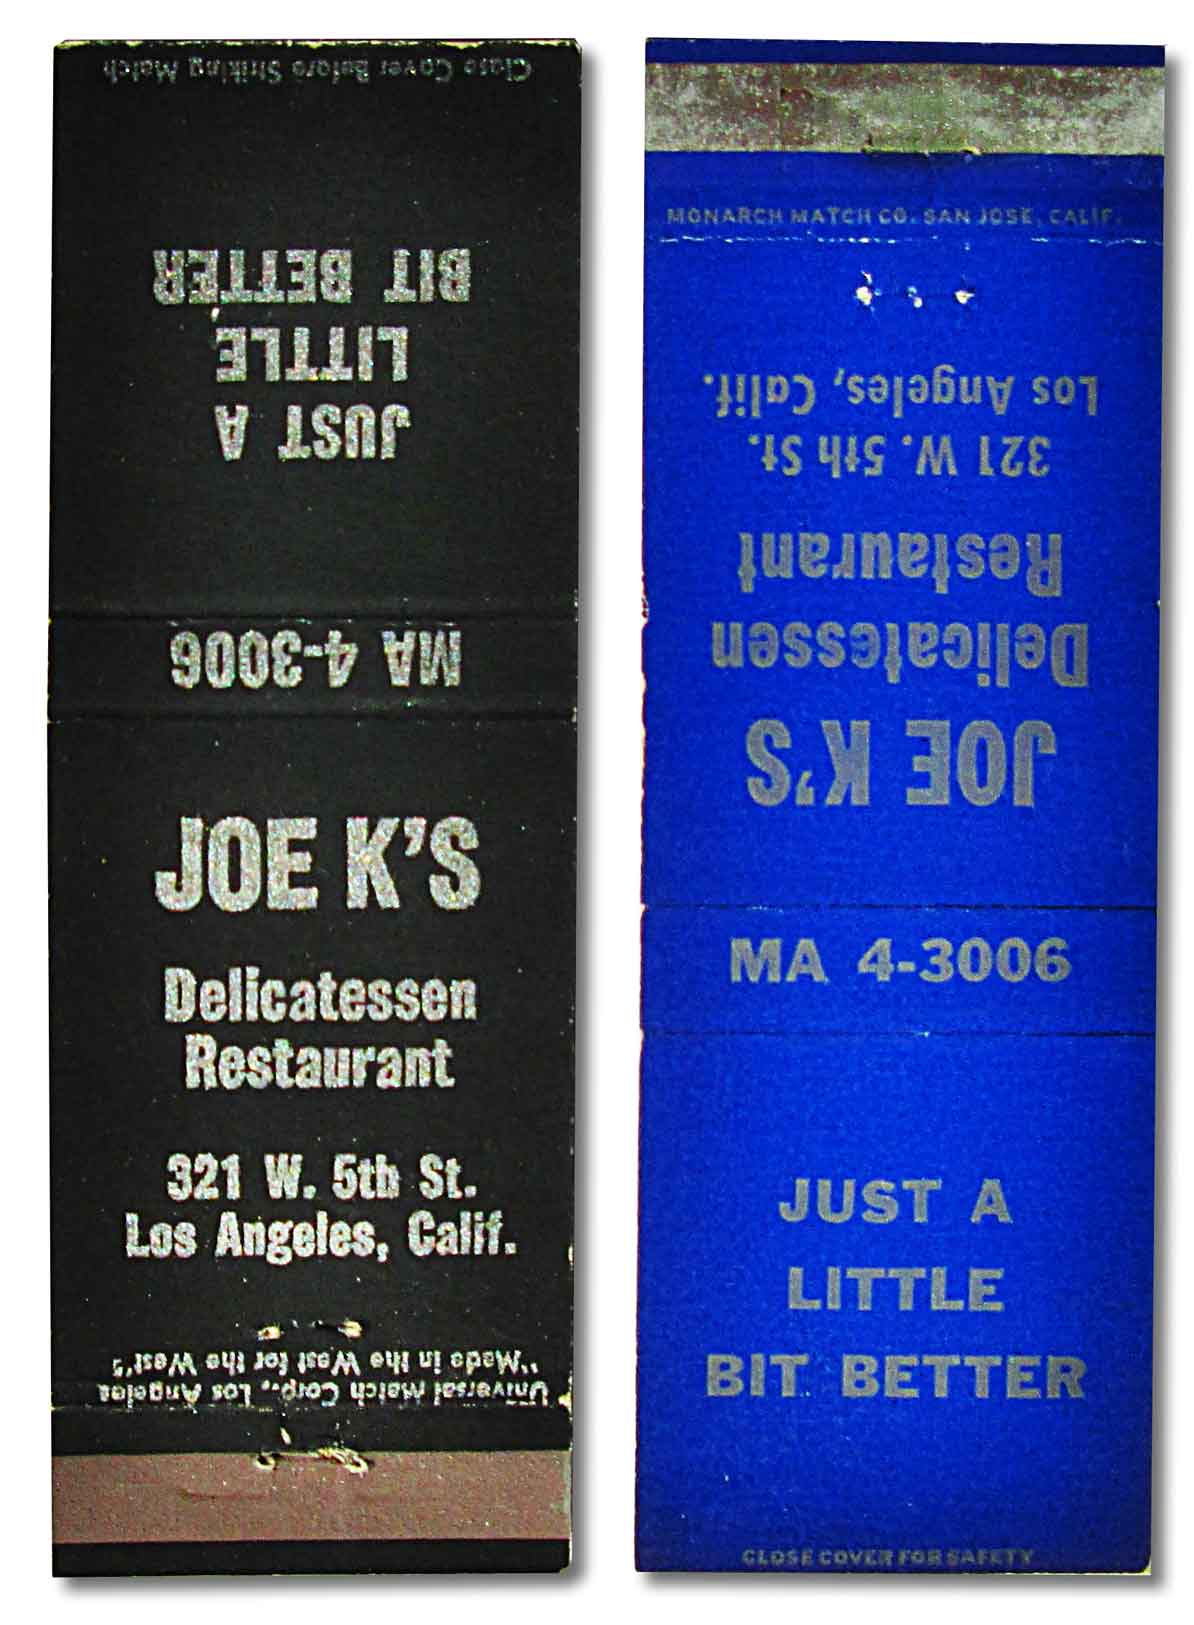 Close Cover Before Striking Match
JUST A
LITTLE
BIT BETTER
MA 4-3006
JOE K'S
Delicatessen
Restaurant
321 W. 5th St.
Los Angeles, Calif.
Universal Match Corp., Los Angeles
"Made in the West for the West's
MONARCH MATCH CO. SAN JOSE, CALIF.
JOE K'S
Delicatessen
Restaurant
321 W. 5th St.
Los Angeles, Calif.
MA 4-3006
JUST A
LITTLE
BIT BETTER
CLOSE COVER FOR SAFETY